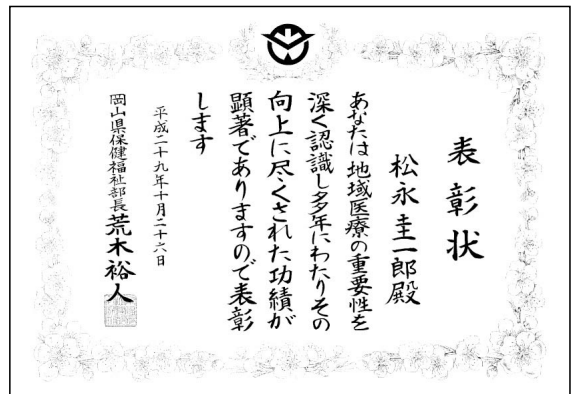 表彰状
松永圭一郎殿
あなたは地域医療の重要性を
深く認識し多年にわたりその
向上に尽くされた功績が
顕著でありますので表彰
します
平成二十九年十月二十六日
岡山県保健福祉部長 荒木裕人